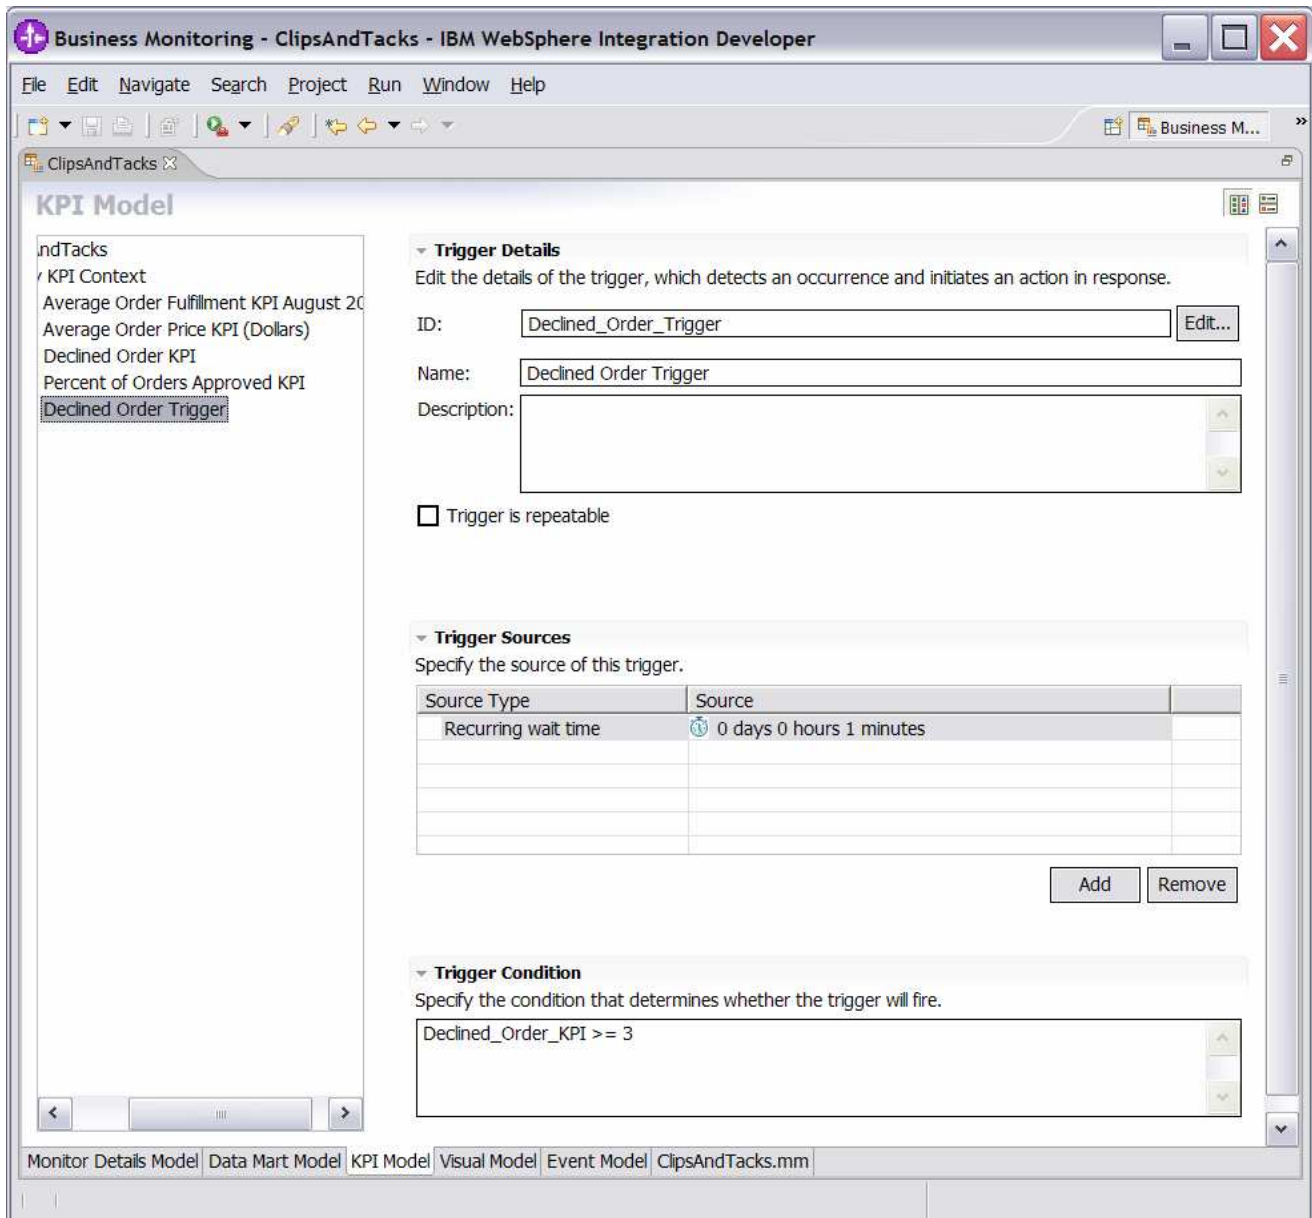 Business Monitoring - ClipsAndTacks - IBM WebSphere Integration Developer
File Edit Navigate Search Project Run Window Help
Business M... »
ClipsAndTacks
KPI Model
AndTacks
y KPI Context
Average Order Fulfillment KPI August 20
Average Order Price KPI (Dollars)
Declined Order KPI
Percent of Orders Approved KPI
Declined Order Trigger
Trigger Details
Edit the details of the trigger, which detects an occurrence and initiates an action in response.
ID: Declined_Order_Trigger Edit...
Name: Declined Order Trigger
Description:
Trigger is repeatable
Trigger Sources
Specify the source of this trigger.
Source Type Source
Recurring wait time 0 days 0 hours 1 minutes
Add Remove
Trigger Condition
Specify the condition that determines whether the trigger will fire.
Declined_Order_KPI >= 3
Monitor Details Model Data Mart Model KPI Model Visual Model Event Model ClipsAndTacks.mm